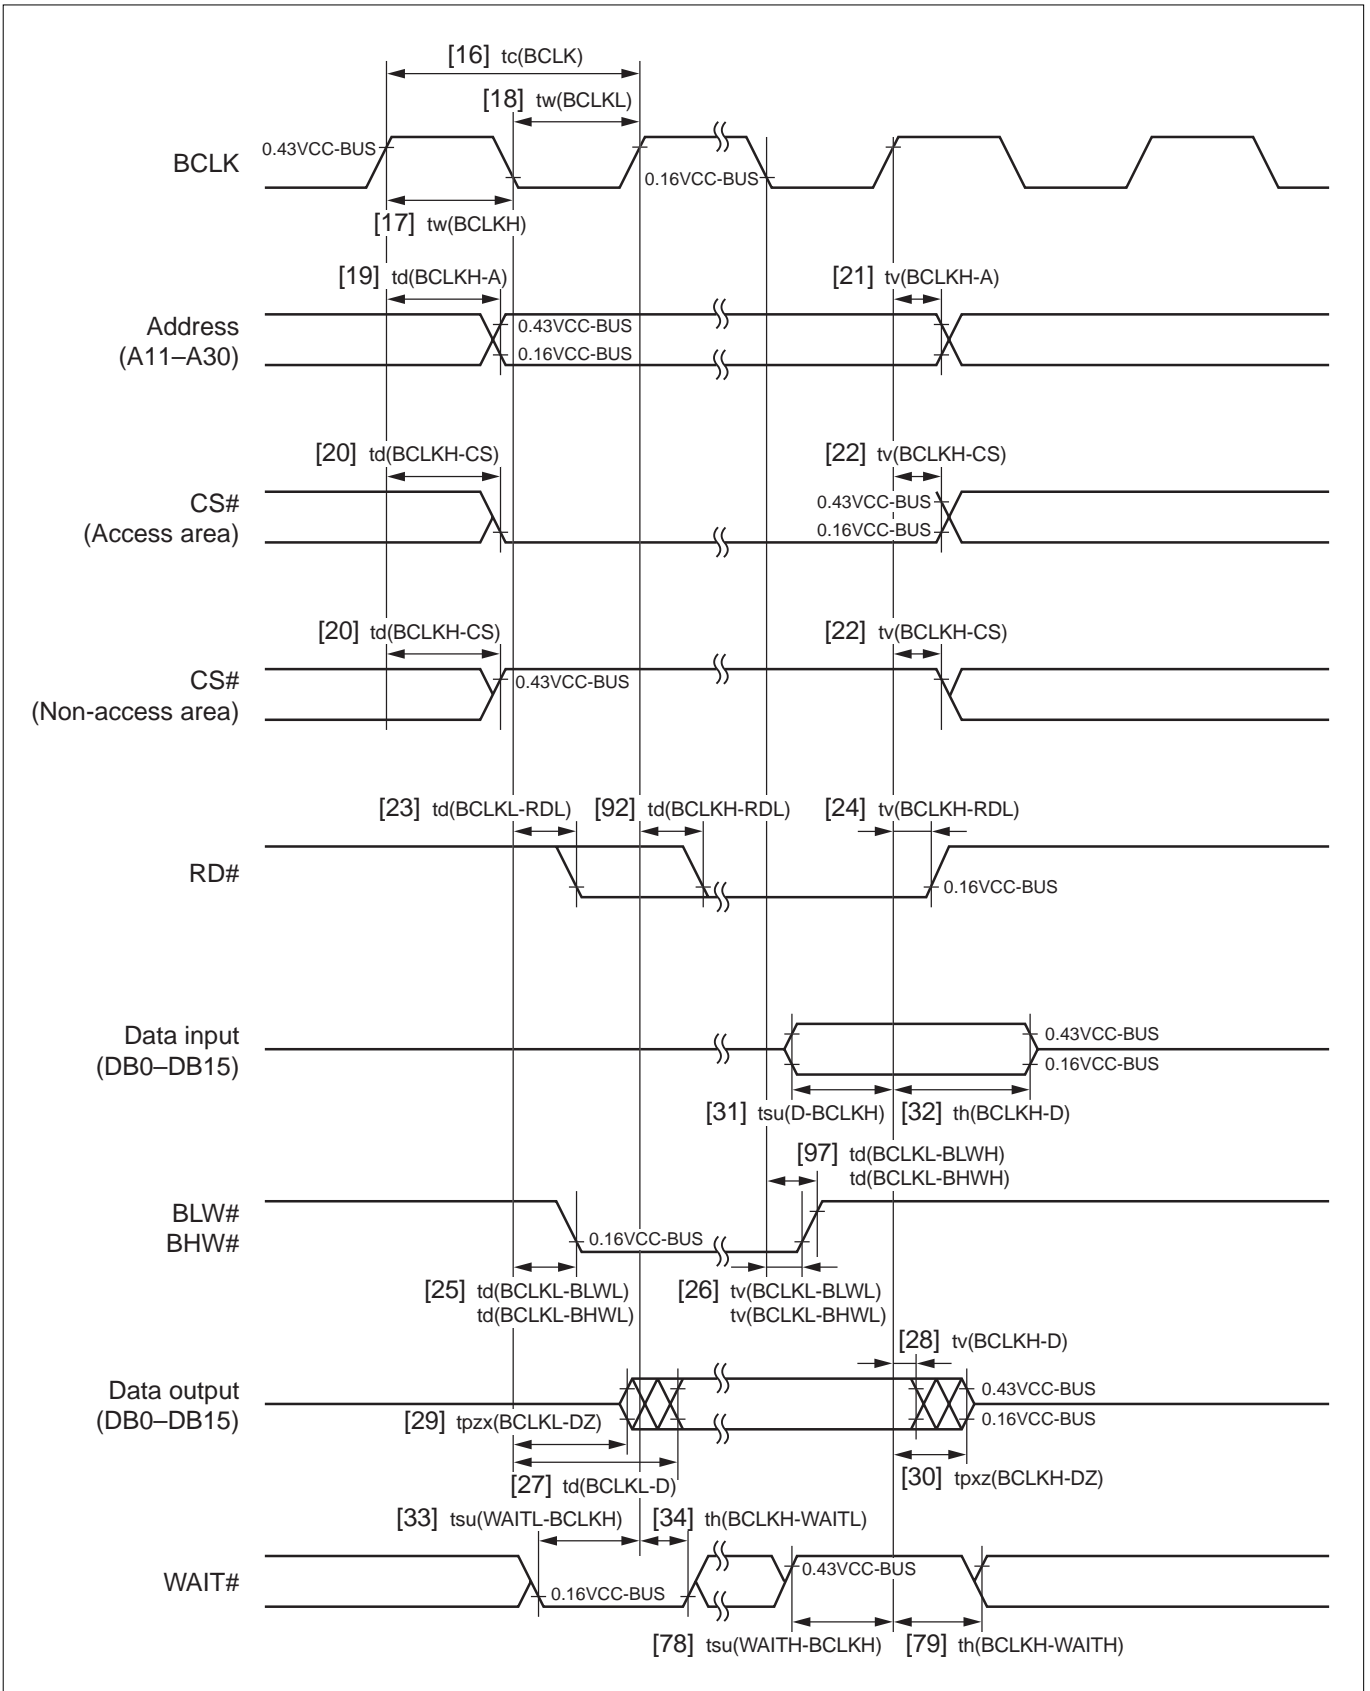 [16] tc(BCLK)
[18] tw(BCLKL)
0.43VCC-BUS
BCLK
0.16VCC-BUS
[17] tw(BCLKH)
[19] td(BCLKH-A)
[21] tv(BCLKH-A)
Address
(A11–A30)
0.43VCC-BUS
0.16VCC-BUS
[20] td(BCLKH-CS)
[22] tv(BCLKH-CS)
CS#
(Access area)
0.43VCC-BUS
0.16VCC-BUS
[20] td(BCLKH-CS)
[22] tv(BCLKH-CS)
CS#
(Non-access area)
0.43VCC-BUS
[23] td(BCLKL-RDL)
[92] td(BCLKH-RDL)
[24] tv(BCLKH-RDL)
RD#
0.16VCC-BUS
Data input
(DB0–DB15)
0.43VCC-BUS
0.16VCC-BUS
[31] tsu(D-BCLKH)
[32] th(BCLKH-D)
[97] td(BCLKL-BLWH)
td(BCLKL-BHWH)
BLW#
BHW#
0.16VCC-BUS
[25] td(BCLKL-BLWL)
td(BCLKL-BHWL)
[26] tv(BCLKL-BLWL)
tv(BCLKL-BHWL)
[28] tv(BCLKH-D)
Data output
(DB0–DB15)
0.43VCC-BUS
0.16VCC-BUS
[29] tpzx(BCLKL-DZ)
[27] td(BCLKL-D)
[30] tpxz(BCLKH-DZ)
[33] tsu(WAITL-BCLKH)
[34] th(BCLKH-WAITL)
WAIT#
0.16VCC-BUS
0.43VCC-BUS
[78] tsu(WAITH-BCLKH)
[79] th(BCLKH-WAITH)